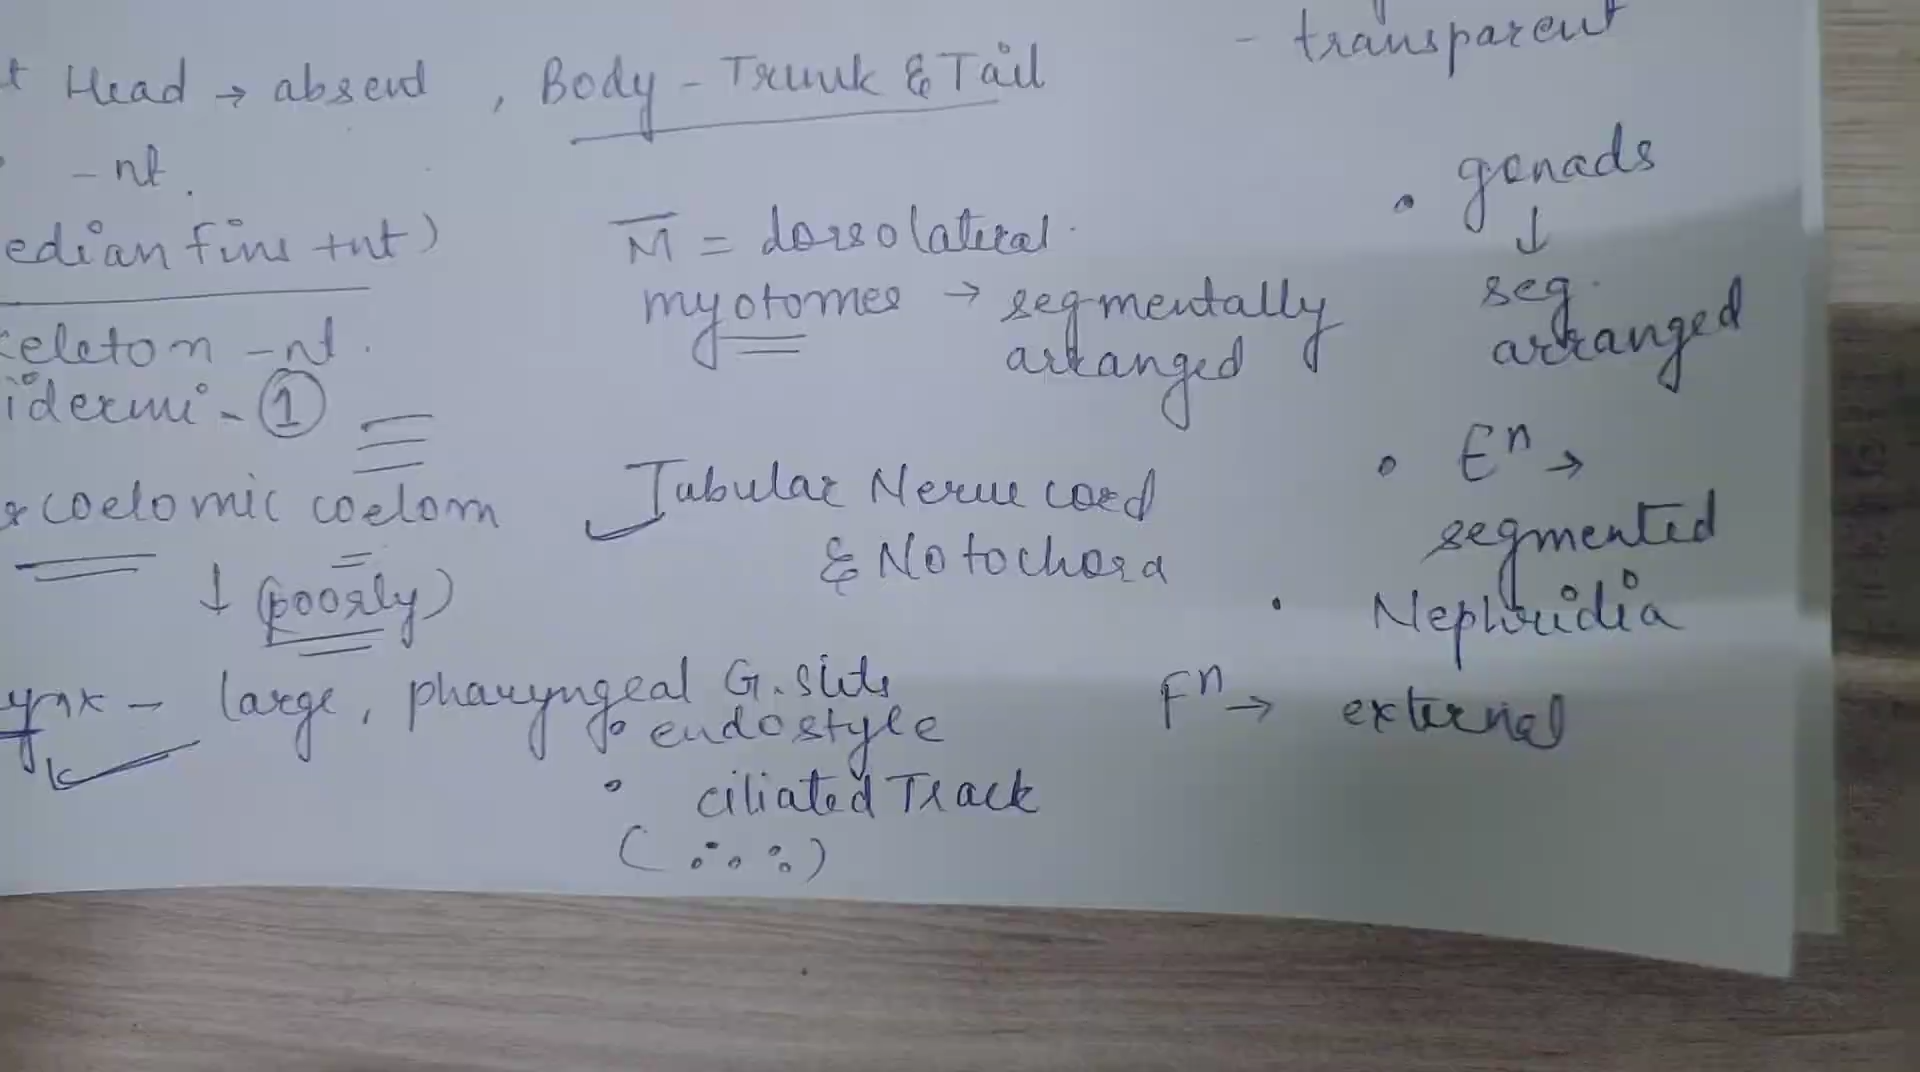 t Head → absent , Body - Trunk & Tail
- transparent
- nt.
edian fins +nt)
M = dorsolateral
myotomes → segmentally
arranged
• gonads
↓
seg.
arranged
keleton - nt.
idermi - ①
coelomic coelom
↓ (poorly)
Tubular Nerve cord
& Notochord
• Eⁿ →
segmented
• Nephridia
Fⁿ → external
ynx - large, pharyngeal G. slits
• endostyle
• ciliated Track